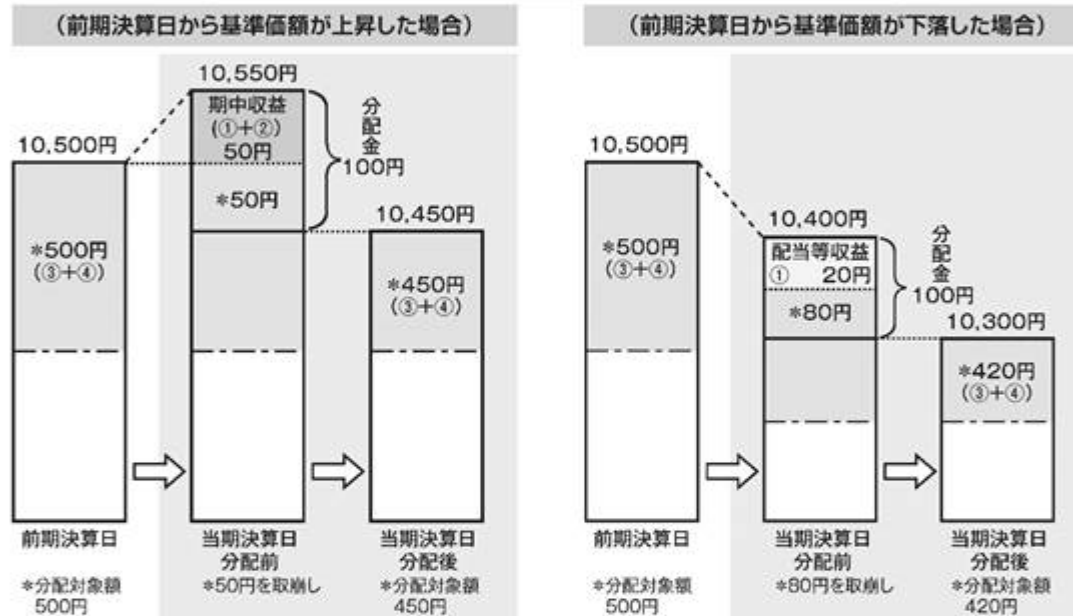 (前期決算日から基準価額が上昇した場合)
10,550円
期中収益
(①+②)
50円
*50円
分配金
100円
10,500円
*500円
(③+④)
10,450円
*450円
(③+④)
前期決算日
当期決算日
分配前
当期決算日
分配後
*分配対象額
500円
*50円を取崩し
*分配対象額
450円
(前期決算日から基準価額が下落した場合)
10,500円
*500円
(③+④)
10,400円
配当等収益
① 20円
*80円
分配金
100円
10,300円
*420円
(③+④)
前期決算日
当期決算日
分配前
当期決算日
分配後
*分配対象額
500円
*80円を取崩し
*分配対象額
420円